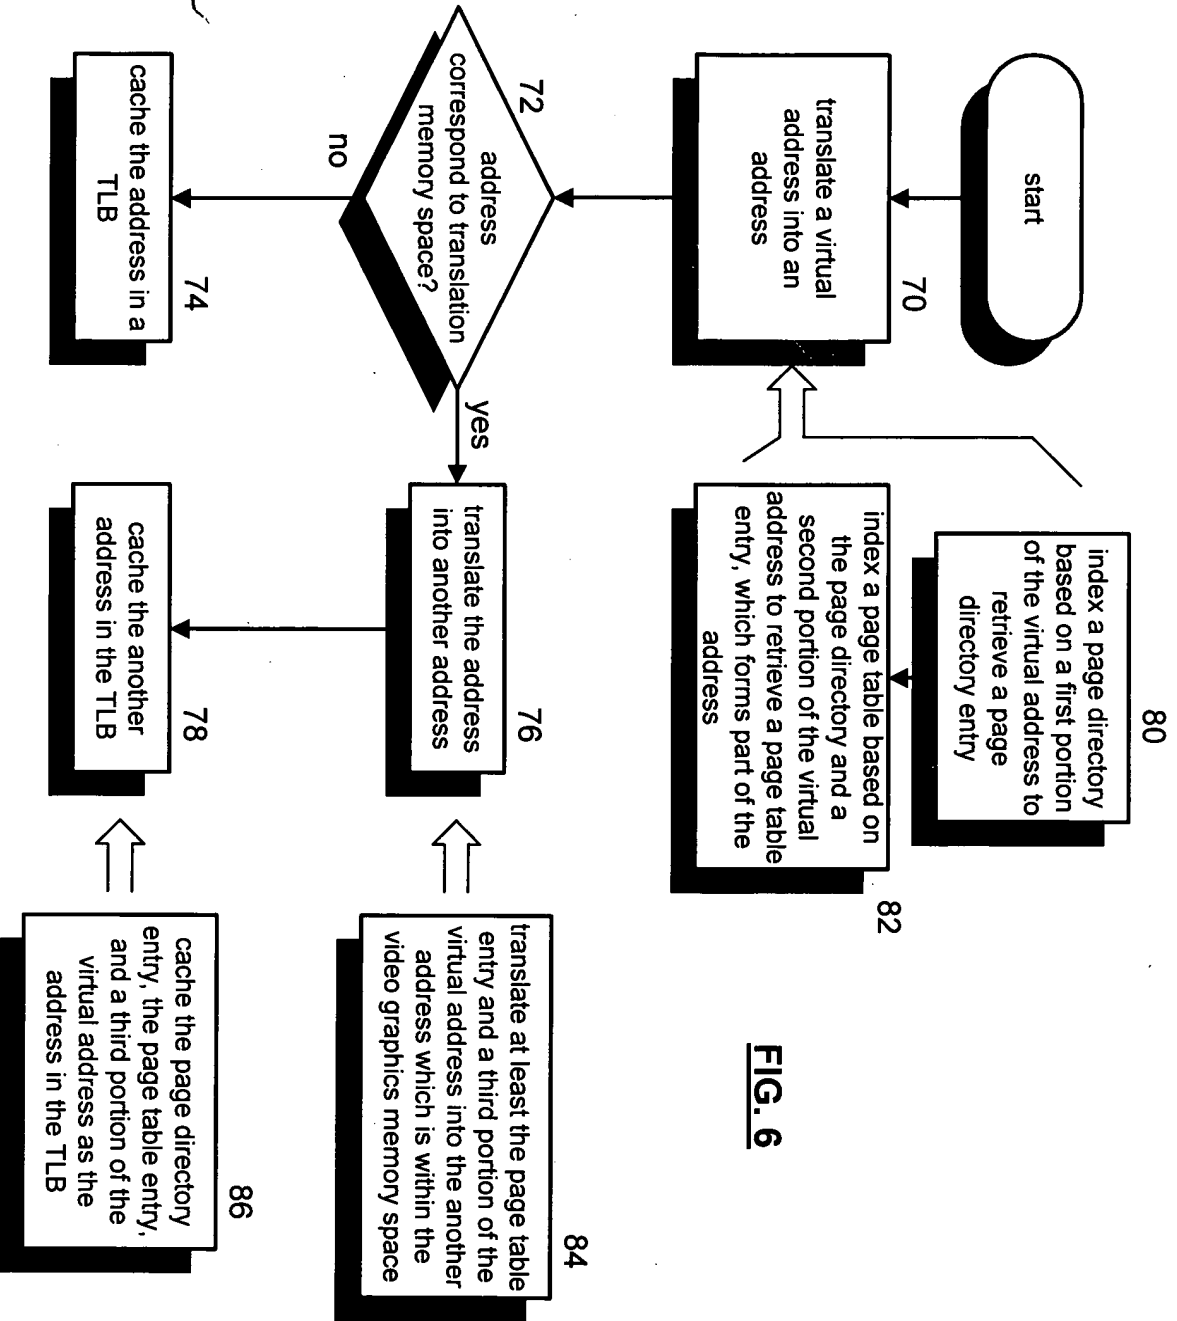 start
70
translate a virtual
address into an
address
72
address
correspond to translation
memory space?
no
yes
74
cache the address in a
TLB
76
translate the address
into another address
78
cache the another
address in the TLB
80
index a page directory
based on a first portion
of the virtual address to
retrieve a page
directory entry
82
index a page table based on
the page directory and a
second portion of the virtual
address to retrieve a page table
entry, which forms part of the
address
84
translate at least the page table
entry and a third portion of the
virtual address into the another
address which is within the
video graphics memory space
86
cache the page directory
entry, the page table entry,
and a third portion of the
virtual address as the
address in the TLB
FIG. 6